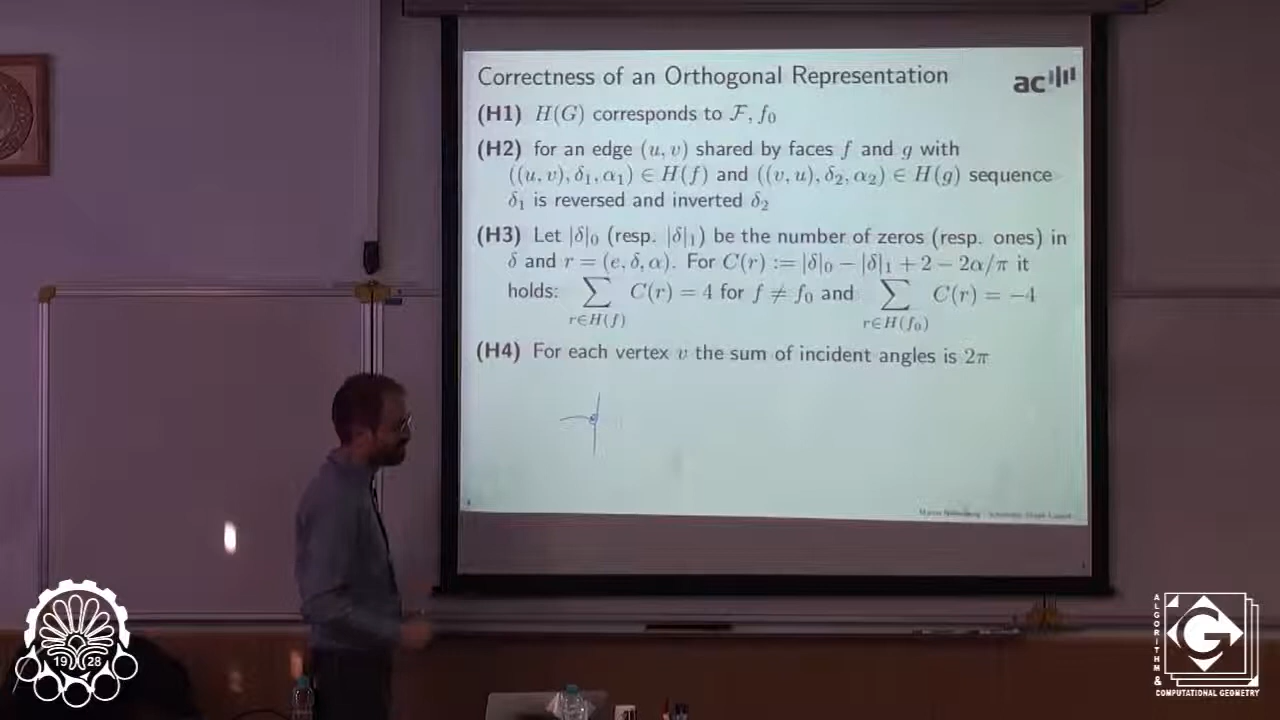 Correctness of an Orthogonal Representation
ac
(H1) H(G) corresponds to ℱ, f₀
(H2) for an edge (u, v) shared by faces f and g with
((u, v), δ₁, α₁) ∈ H(f) and ((v, u), δ₂, α₂) ∈ H(g) sequence
δ₁ is reversed and inverted δ₂
(H3) Let |δ|₀ (resp. |δ|₁) be the number of zeros (resp. ones) in
δ and r = (e, δ, α). For C(r) := |δ|₀ − |δ|₁ + 2 − 2α/π it
holds: ∑ C(r) = 4 for f ≠ f₀ and ∑ C(r) = −4
r∈H(f) r∈H(f₀)
(H4) For each vertex v the sum of incident angles is 2π
19 28
ALGORITHM &
G
COMPUTATIONAL GEOMETRY